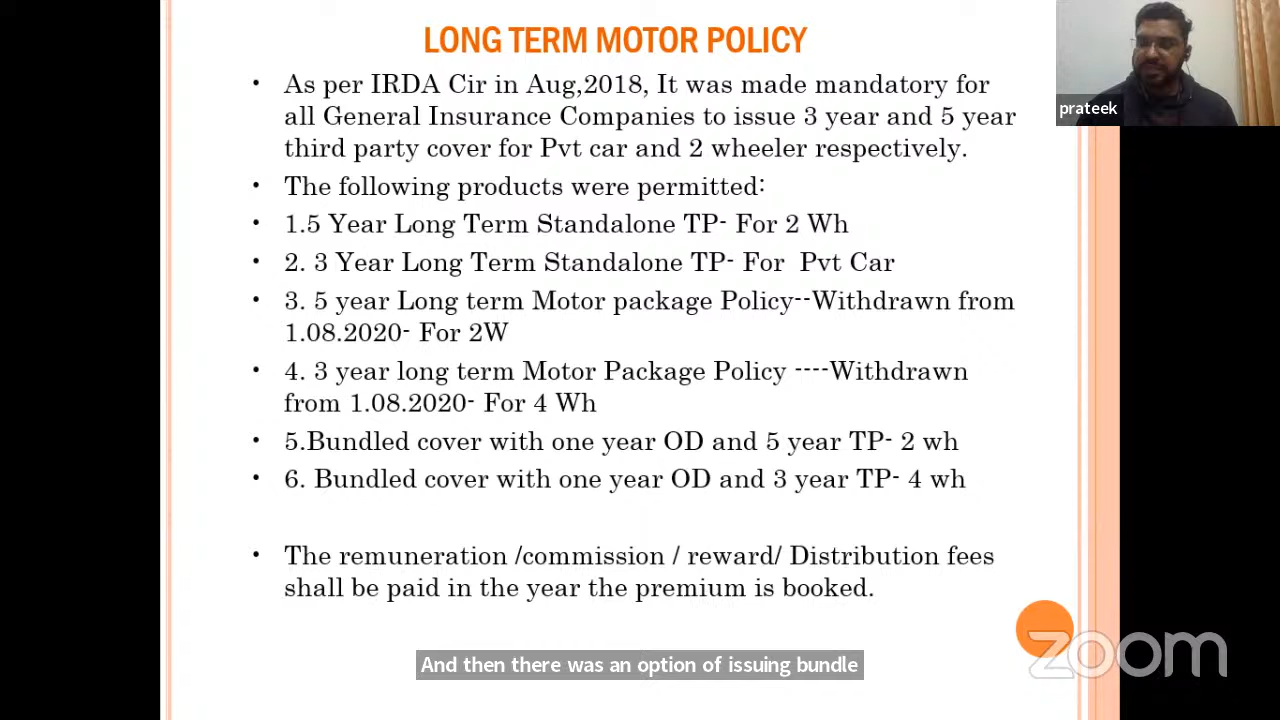 LONG TERM MOTOR POLICY
prateek
• As per IRDA Cir in Aug,2018, It was made mandatory for
all General Insurance Companies to issue 3 year and 5 year
third party cover for Pvt car and 2 wheeler respectively.
• The following products were permitted:
• 1.5 Year Long Term Standalone TP- For 2 Wh
• 2. 3 Year Long Term Standalone TP- For Pvt Car
• 3. 5 year Long term Motor package Policy--Withdrawn from
1.08.2020- For 2W
• 4. 3 year long term Motor Package Policy ----Withdrawn
from 1.08.2020- For 4 Wh
• 5.Bundled cover with one year OD and 5 year TP- 2 wh
• 6. Bundled cover with one year OD and 3 year TP- 4 wh
• The remuneration /commission / reward/ Distribution fees
shall be paid in the year the premium is booked.
zoom
And then there was an option of issuing bundle